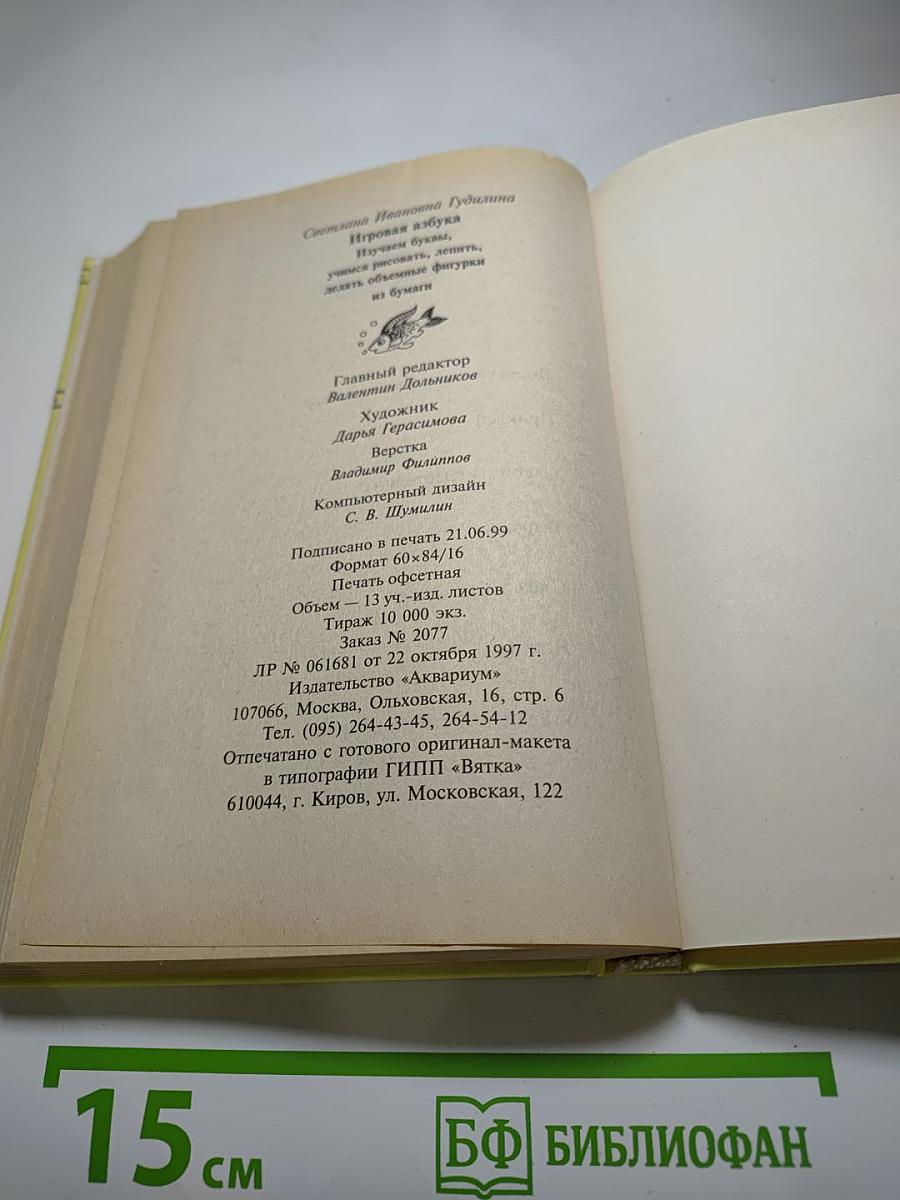 Светлана Ивановна Гудилина
Игровая азбука
Изучаем буквы,
учимся рисовать, лепить,
делать объемные фигурки
из бумаги
Главный редактор
Валентин Дольников
Художник
Дарья Герасимова
Верстка
Владимир Филиппов
Компьютерный дизайн
С. В. Шумилин
Подписано в печать 21.06.99
Формат 60×84/16
Печать офсетная
Объем — 13 уч.-изд. листов
Тираж 10 000 экз.
Заказ № 2077
ЛР № 061681 от 22 октября 1997 г.
Издательство «Аквариум»
107066, Москва, Ольховская, 16, стр. 6
Тел. (095) 264-43-45, 264-54-12
Отпечатано с готового оригинал-макета
в типографии ГИПП «Вятка»
610044, г. Киров, ул. Московская, 122
15 см
БФ БИБЛИОФАН